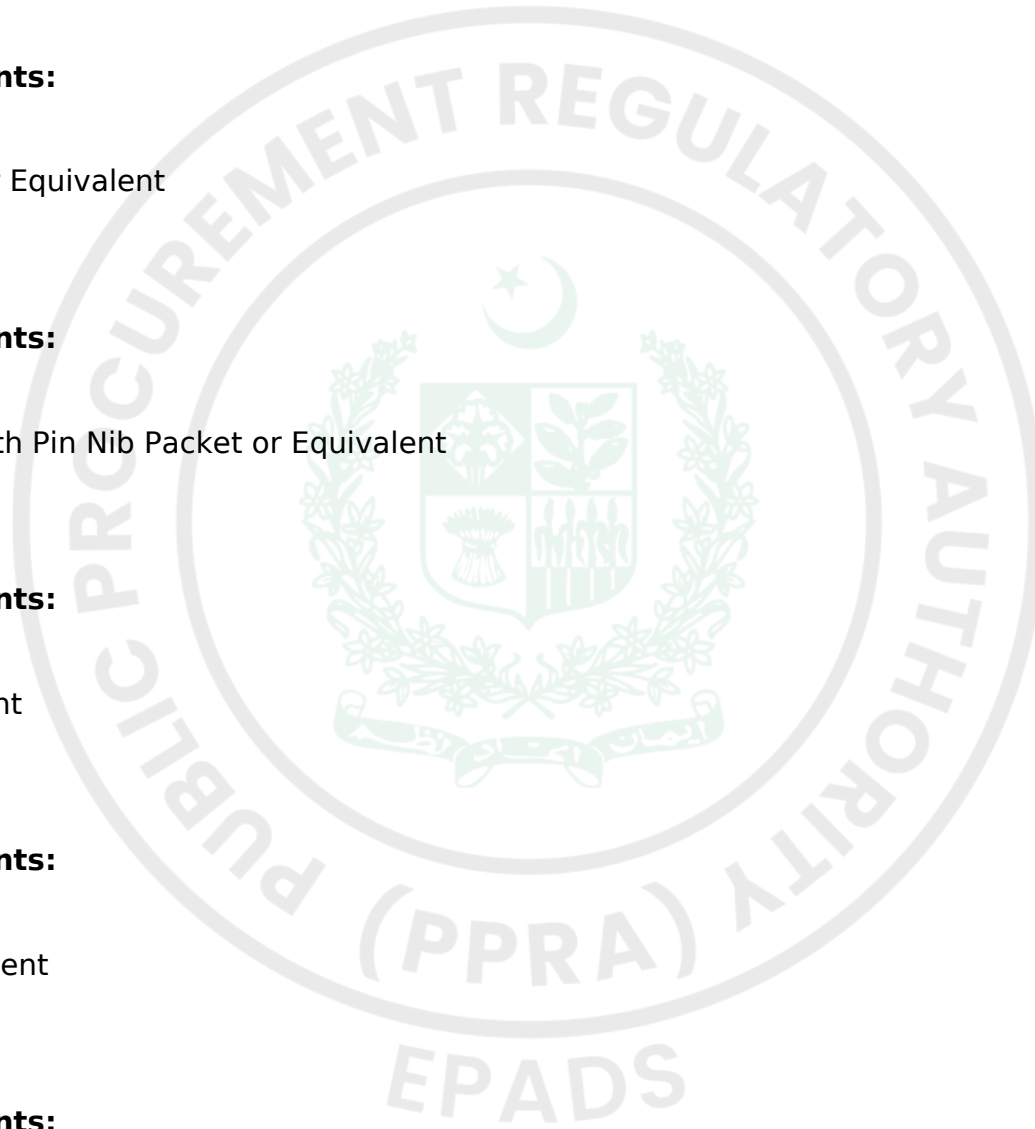 nts:
Equivalent
nts:
th Pin Nib Packet or Equivalent
nts:
nt
nts:
ent
nts:
PUBLIC PROCUREMENT REGULATORY AUTHORITY
(PPRA)
EPADS